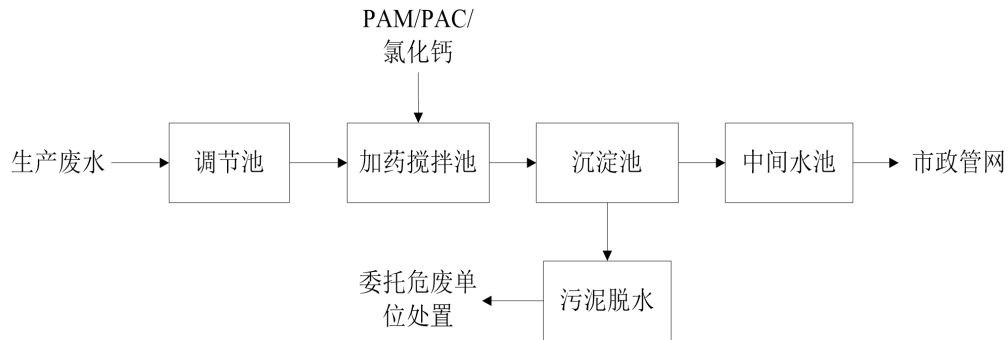 PAM/PAC/
氯化钙
生产废水
调节池
加药搅拌池
沉淀池
中间水池
市政管网
委托危废单
位处置
污泥脱水